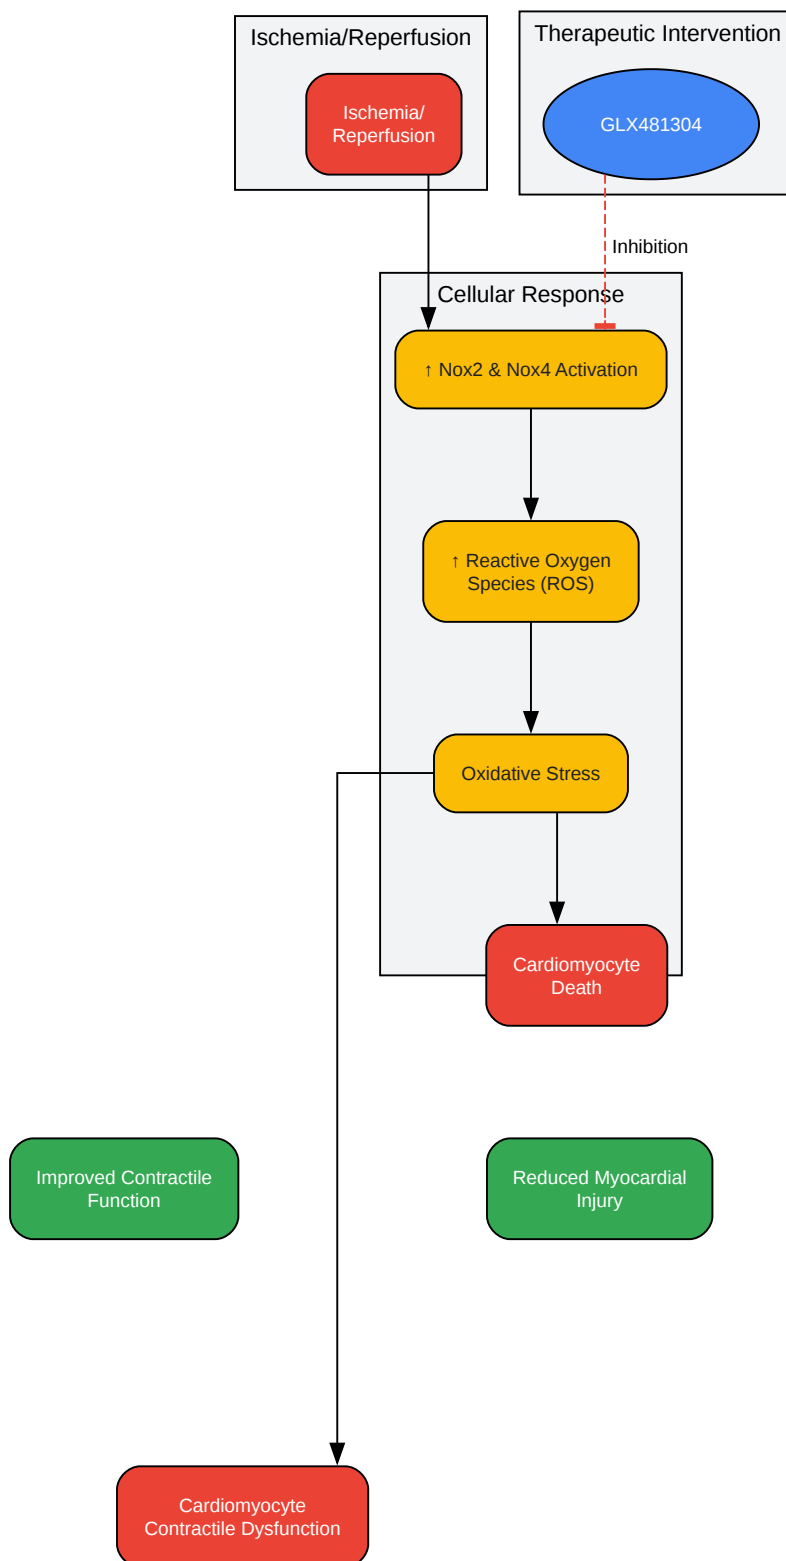 Ischemia/Reperfusion
Therapeutic Intervention
Ischemia/
Reperfusion
GLX481304
Inhibition
Cellular Response
↑ Nox2 & Nox4 Activation
↑ Reactive Oxygen
Species (ROS)
Oxidative Stress
Cardiomyocyte
Death
Improved Contractile
Function
Reduced Myocardial
Injury
Cardiomyocyte
Contractile Dysfunction